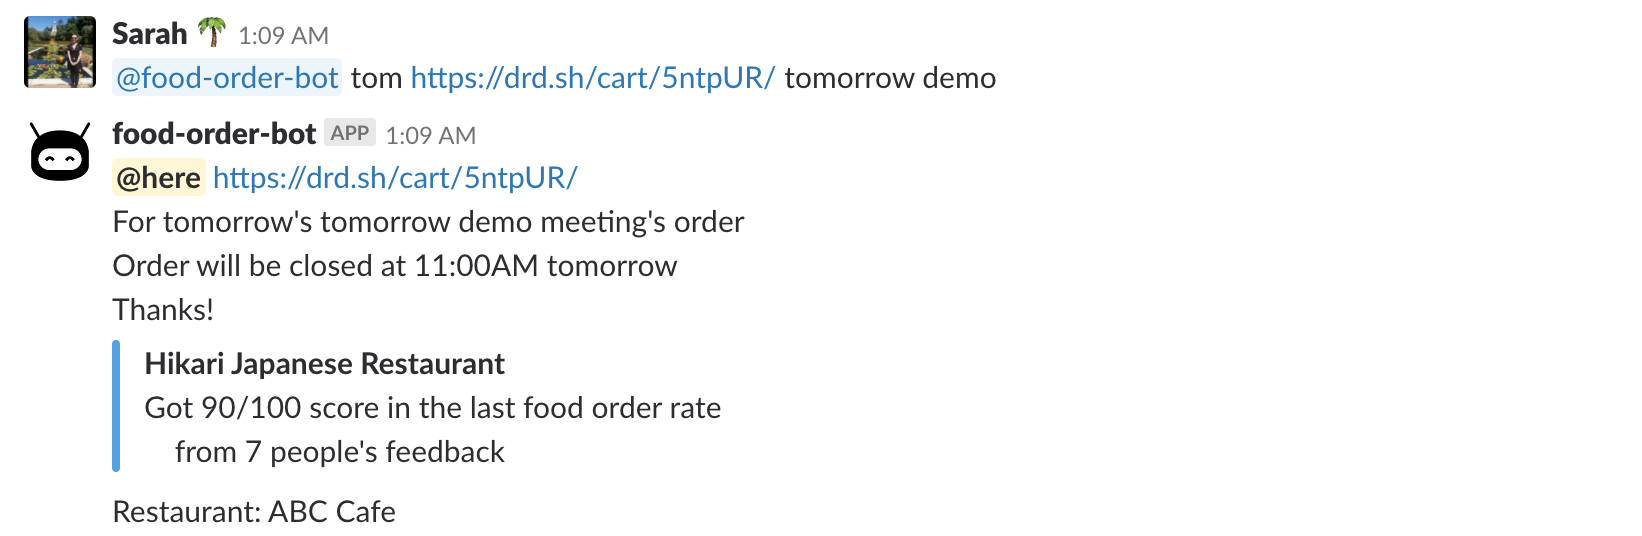 Sarah 🌴 1:09 AM
@food-order-bot tom https://drd.sh/cart/5ntpUR/ tomorrow demo
food-order-bot APP 1:09 AM
@here https://drd.sh/cart/5ntpUR/
For tomorrow's tomorrow demo meeting's order
Order will be closed at 11:00AM tomorrow
Thanks!
Hikari Japanese Restaurant
Got 90/100 score in the last food order rate
from 7 people's feedback
Restaurant: ABC Cafe